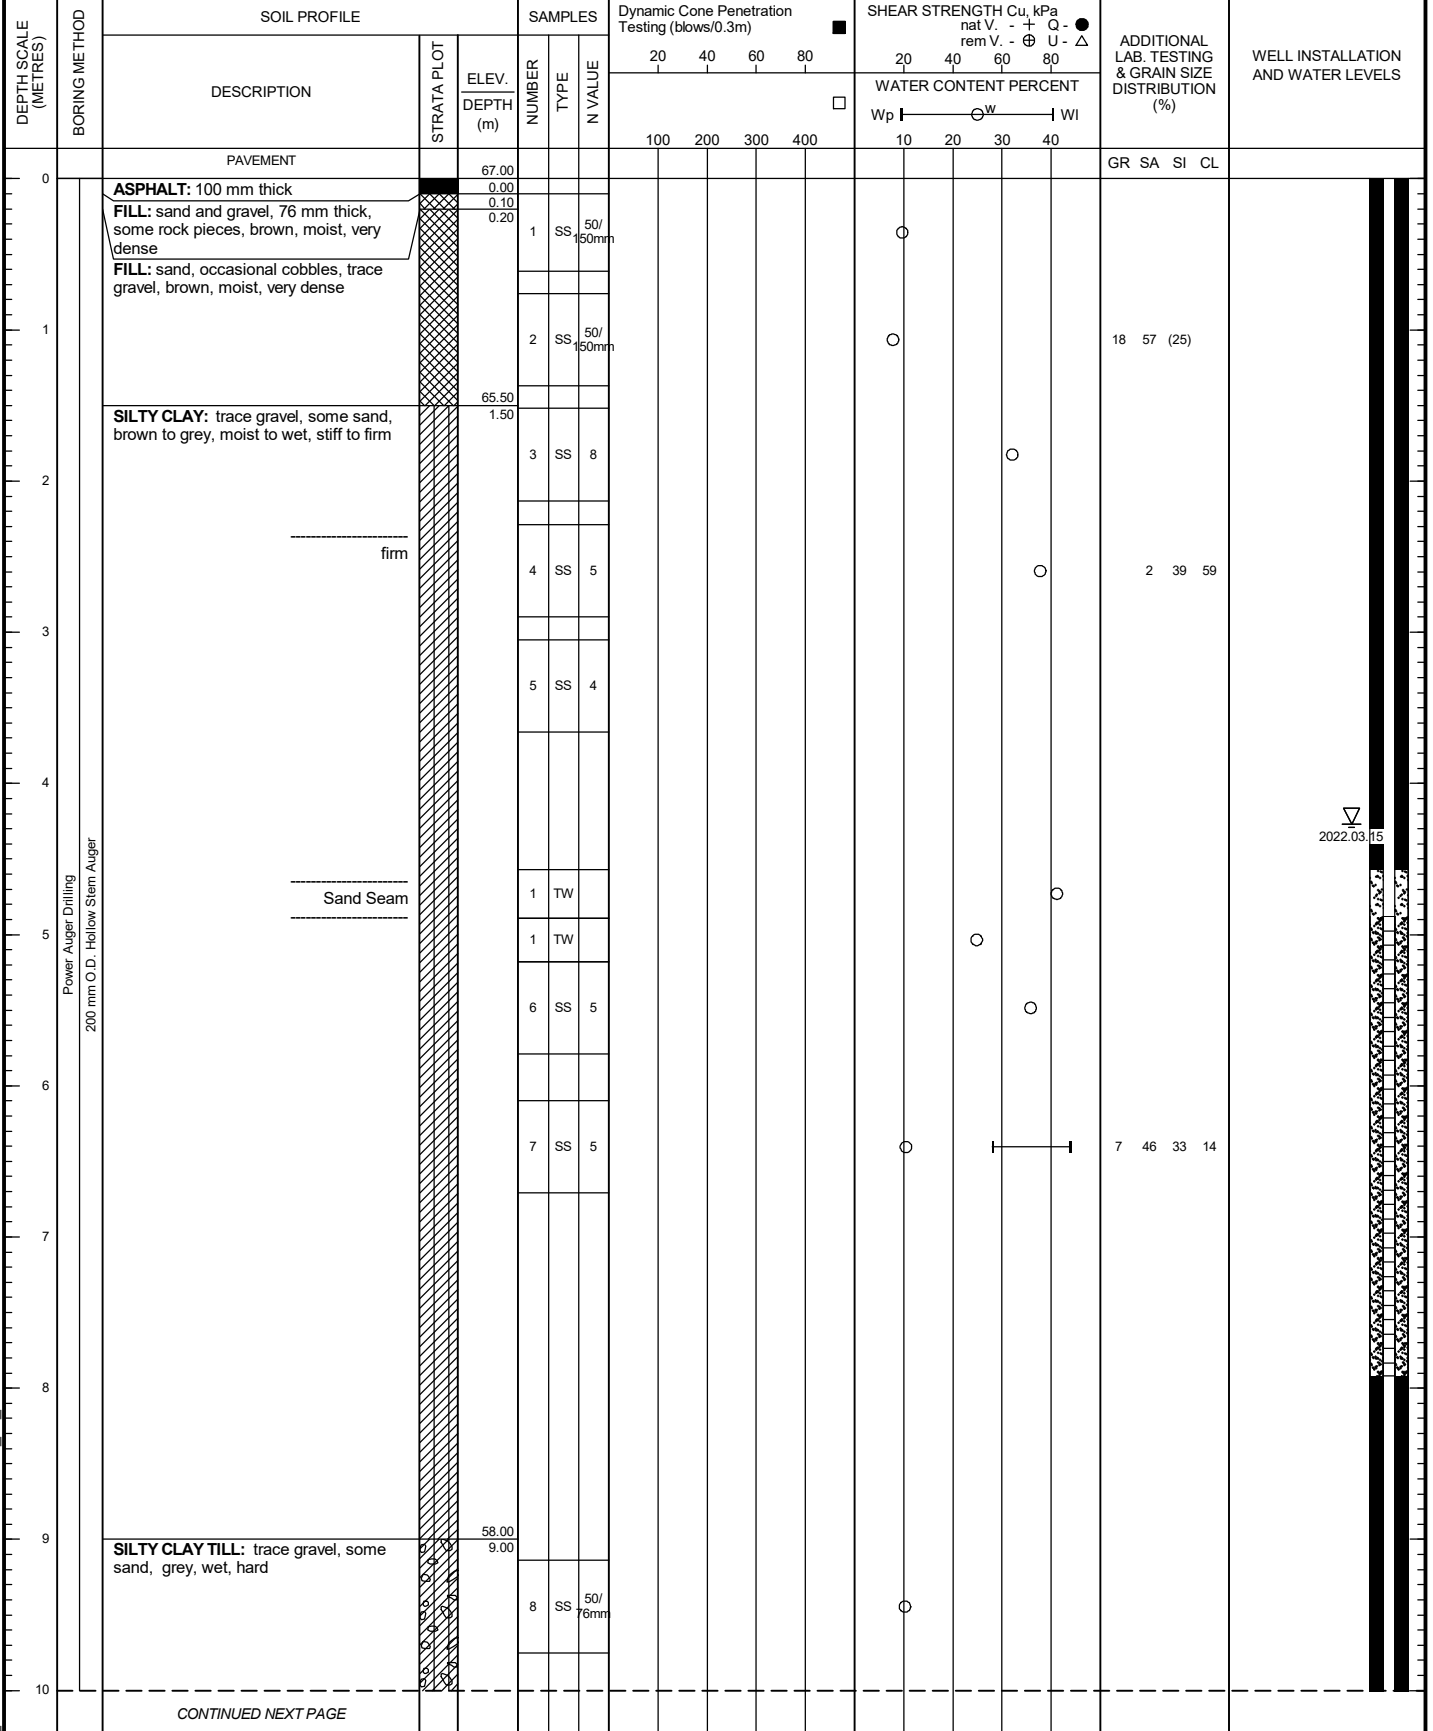 DEPTH SCALE
(METRES)
BORING METHOD
SOIL PROFILE
DESCRIPTION
STRATA PLOT
ELEV.
DEPTH
(m)
SAMPLES
NUMBER
TYPE
N VALUE
Dynamic Cone Penetration
Testing (blows/0.3m) ■
20 40 60 80
□
100 200 300 400
SHEAR STRENGTH Cu, kPa
nat V. - + Q - ●
rem V. - ⊕ U - △
20 40 60 80
WATER CONTENT PERCENT
Wp w Wl
10 20 30 40
ADDITIONAL
LAB. TESTING
& GRAIN SIZE
DISTRIBUTION
(%)
WELL INSTALLATION
AND WATER LEVELS
PAVEMENT
GR SA SI CL
67.00
0
ASPHALT: 100 mm thick
0.00
0.10
FILL: sand and gravel, 76 mm thick,
some rock pieces, brown, moist, very
dense
0.20
1 SS 50/
150mm
FILL: sand, occasional cobbles, trace
gravel, brown, moist, very dense
1
2 SS 50/
150mm
18 57 (25)
65.50
SILTY CLAY: trace gravel, some sand,
brown to grey, moist to wet, stiff to firm
1.50
3 SS 8
2
firm
4 SS 5
2 39 59
3
5 SS 4
4
2022.03.15
Power Auger Drilling
200 mm O.D. Hollow Stem Auger
Sand Seam
1 TW
5
1 TW
6 SS 5
6
7 SS 5
7 46 33 14
7
8
58.00
9
SILTY CLAY TILL: trace gravel, some
sand, grey, wet, hard
9.00
8 SS 50/
76mm
10
CONTINUED NEXT PAGE